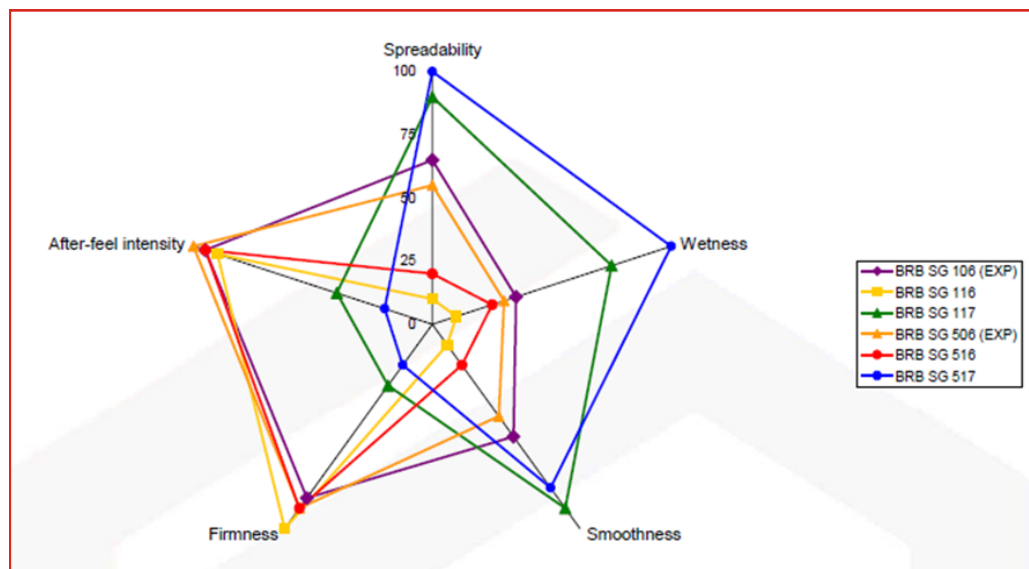 Spreadability
100
75
50
25
0
Wetness
After-feel intensity
Firmness
Smoothness
BRB SG 106 (EXP)
BRB SG 116
BRB SG 117
BRB SG 506 (EXP)
BRB SG 516
BRB SG 517